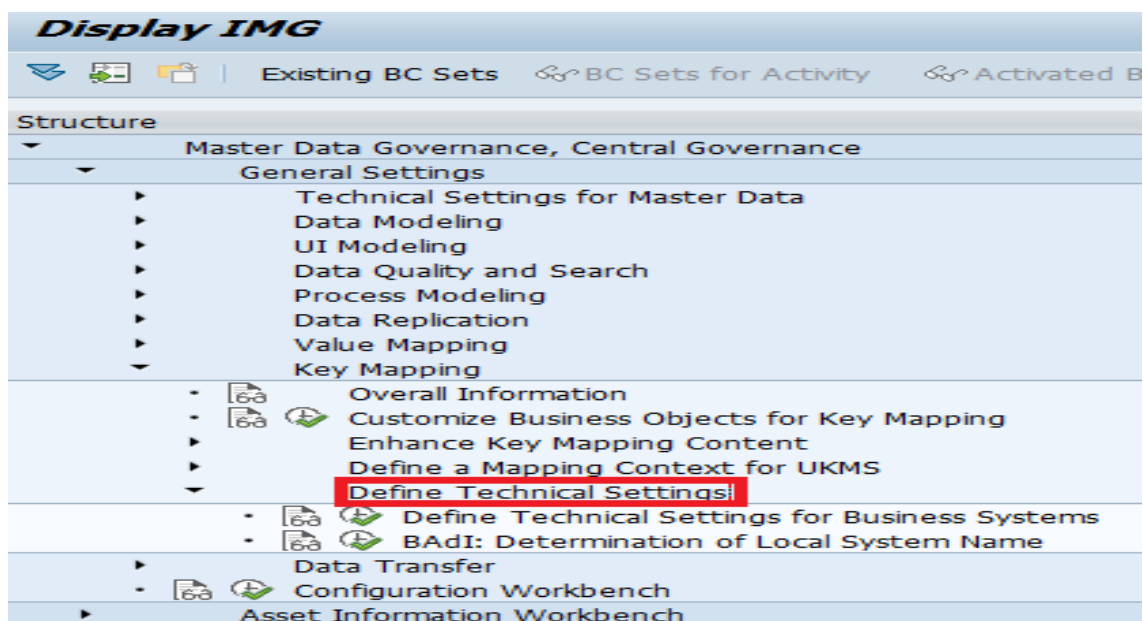 Display IMG
Existing BC Sets BC Sets for Activity Activated B
Structure
Master Data Governance, Central Governance
General Settings
Technical Settings for Master Data
Data Modeling
UI Modeling
Data Quality and Search
Process Modeling
Data Replication
Value Mapping
Key Mapping
Overall Information
Customize Business Objects for Key Mapping
Enhance Key Mapping Content
Define a Mapping Context for UKMS
Define Technical Settings
Define Technical Settings for Business Systems
BAdI: Determination of Local System Name
Data Transfer
Configuration Workbench
Asset Information Workbench